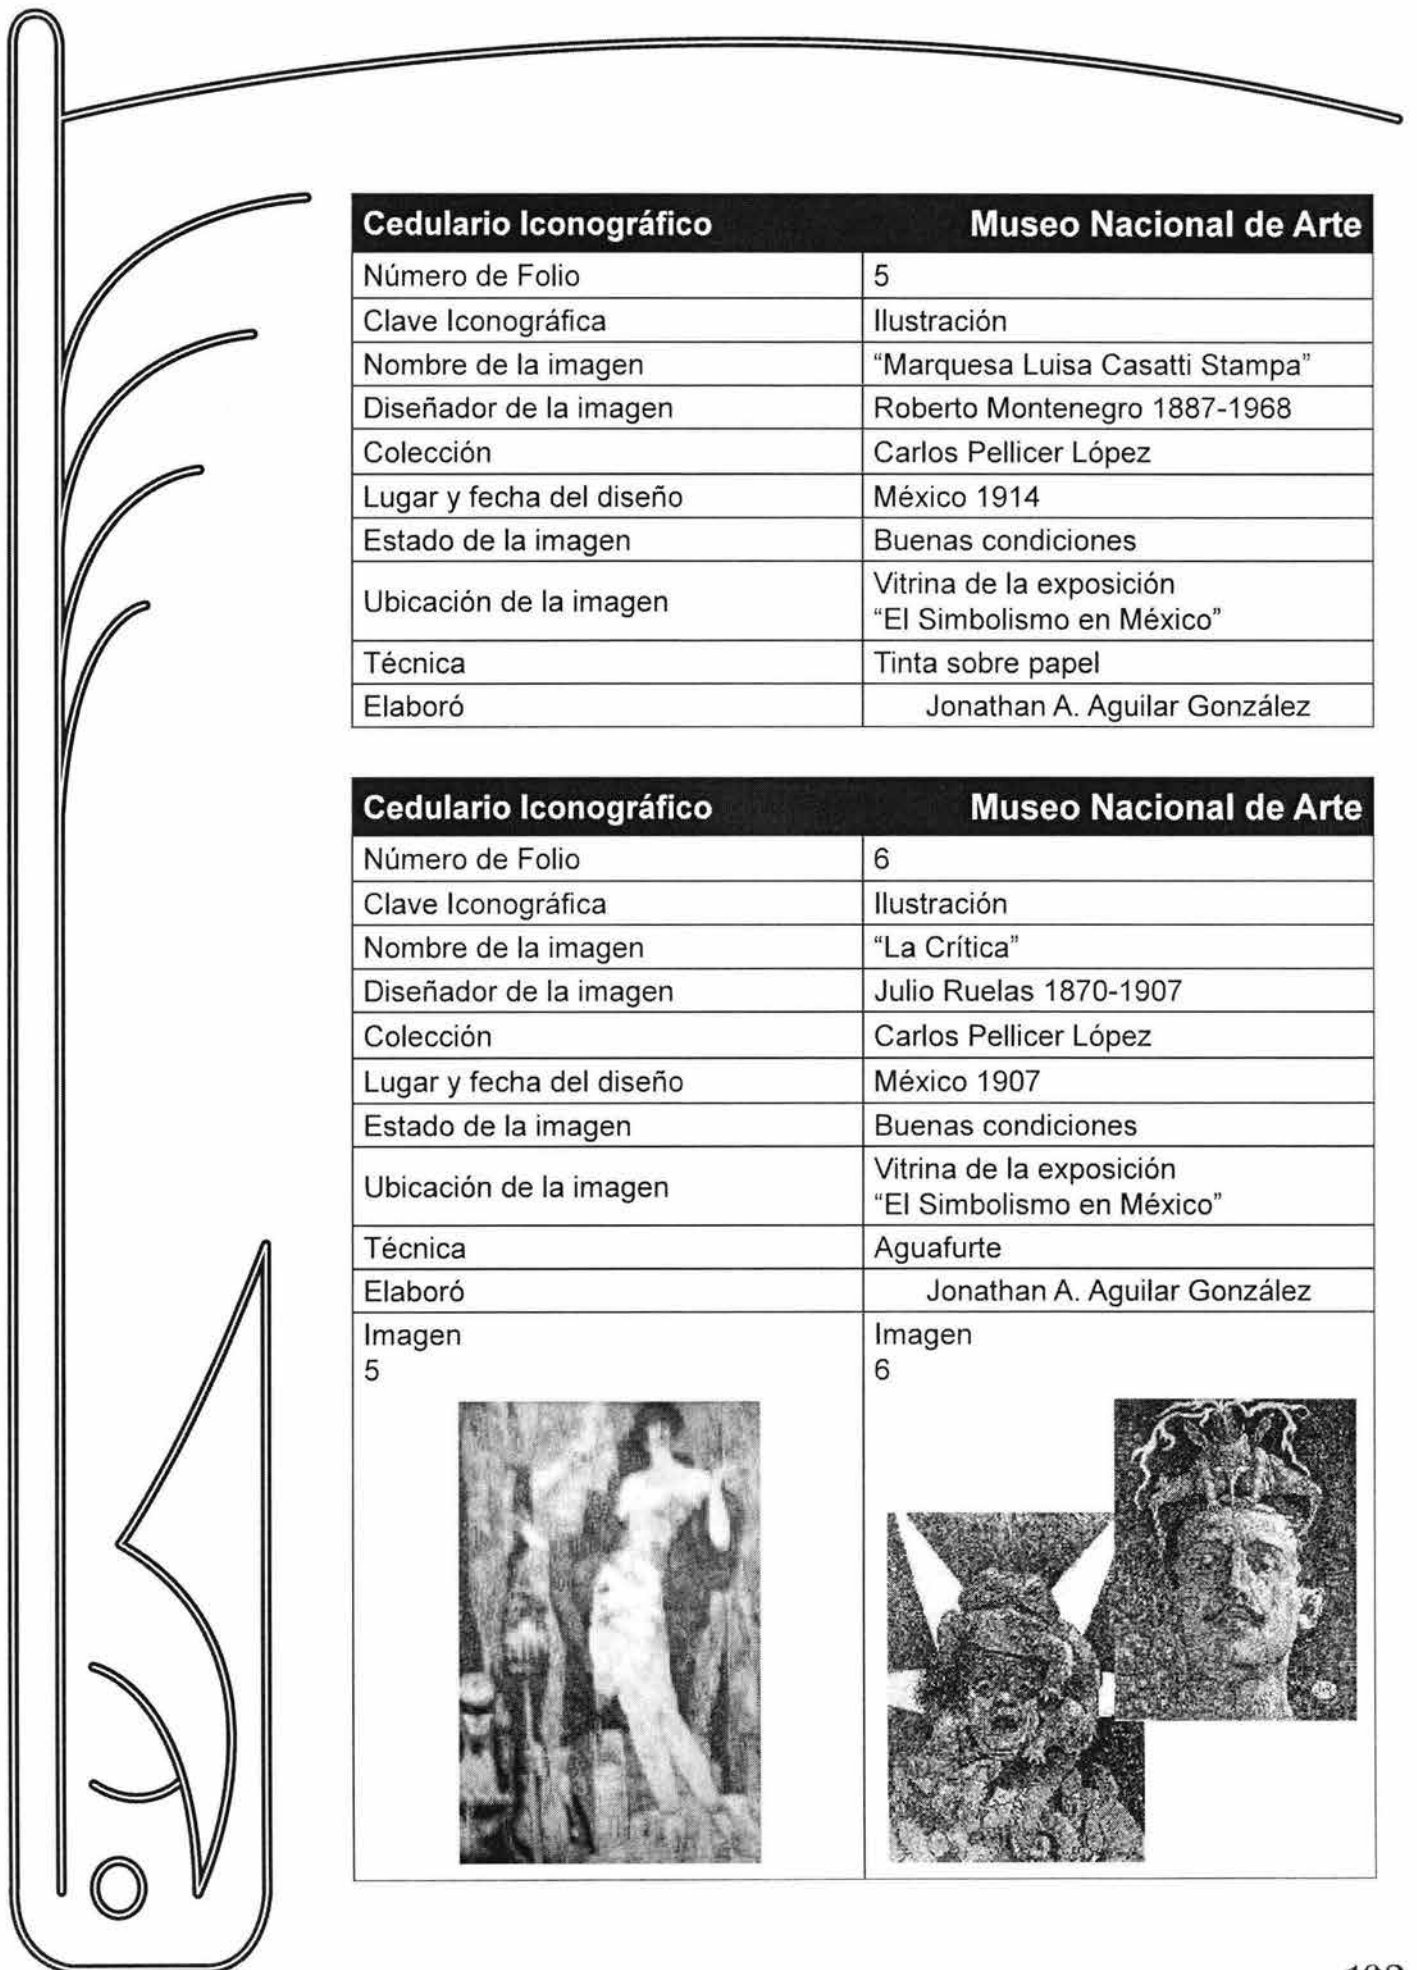 Cedulario Iconográfico Museo Nacional de Arte
Número de Folio 5
Clave Iconográfica Ilustración
Nombre de la imagen “Marquesa Luisa Casatti Stampa”
Diseñador de la imagen Roberto Montenegro 1887-1968
Colección Carlos Pellicer López
Lugar y fecha del diseño México 1914
Estado de la imagen Buenas condiciones
Ubicación de la imagen Vitrina de la exposición
“El Simbolismo en México”
Técnica Tinta sobre papel
Elaboró Jonathan A. Aguilar González
Cedulario Iconográfico Museo Nacional de Arte
Número de Folio 6
Clave Iconográfica Ilustración
Nombre de la imagen “La Crítica”
Diseñador de la imagen Julio Ruelas 1870-1907
Colección Carlos Pellicer López
Lugar y fecha del diseño México 1907
Estado de la imagen Buenas condiciones
Ubicación de la imagen Vitrina de la exposición
“El Simbolismo en México”
Técnica Aguafurte
Elaboró Jonathan A. Aguilar González
Imagen Imagen
5 6